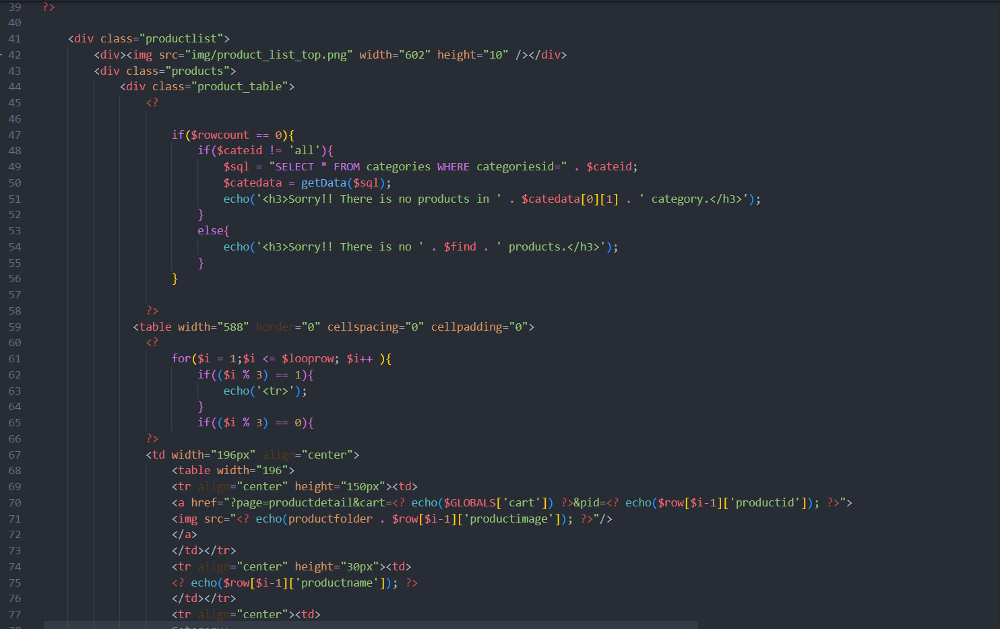 39 ?>
40
41 <div class="productlist">
42 <div><img src="img/product_list_top.png" width="602" height="10" /></div>
43 <div class="products">
44 <div class="product_table">
45 <?
46
47 if($rowcount == 0){
48 if($cateid != 'all'){
49 $sql = "SELECT * FROM categories WHERE categoriesid=" . $cateid;
50 $catedata = getData($sql);
51 echo('<h3>Sorry!! There is no products in ' . $catedata[0][1] . ' category.</h3>');
52 }
53 else{
54 echo('<h3>Sorry!! There is no ' . $find . ' products.</h3>');
55 }
56 }
57
58 ?>
59 <table width="588" border="0" cellspacing="0" cellpadding="0">
60 <?
61 for($i = 1;$i <= $looprow; $i++ ){
62 if(($i % 3) == 1){
63 echo('<tr>');
64 }
65 if(($i % 3) == 0){
66 ?>
67 <td width="196px" align="center">
68 <table width="196">
69 <tr align="center" height="150px"><td>
70 <a href="?page=productdetail&cart=<? echo($GLOBALS['cart']) ?>&pid=<? echo($row[$i-1]['productid']); ?>">
71 <img src="<? echo(productfolder . $row[$i-1]['productimage']); ?>"/>
72 </a>
73 </td></tr>
74 <tr align="center" height="30px"><td>
75 <? echo($row[$i-1]['productname']); ?>
76 </td></tr>
77 <tr align="center"><td>